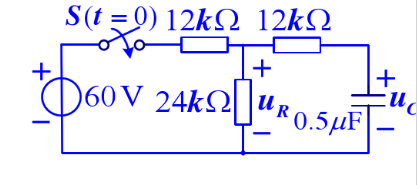 S(t = 0) 12kΩ 12kΩ
+ + +
60V 24kΩ u_R 0.5μF u_C
− − −